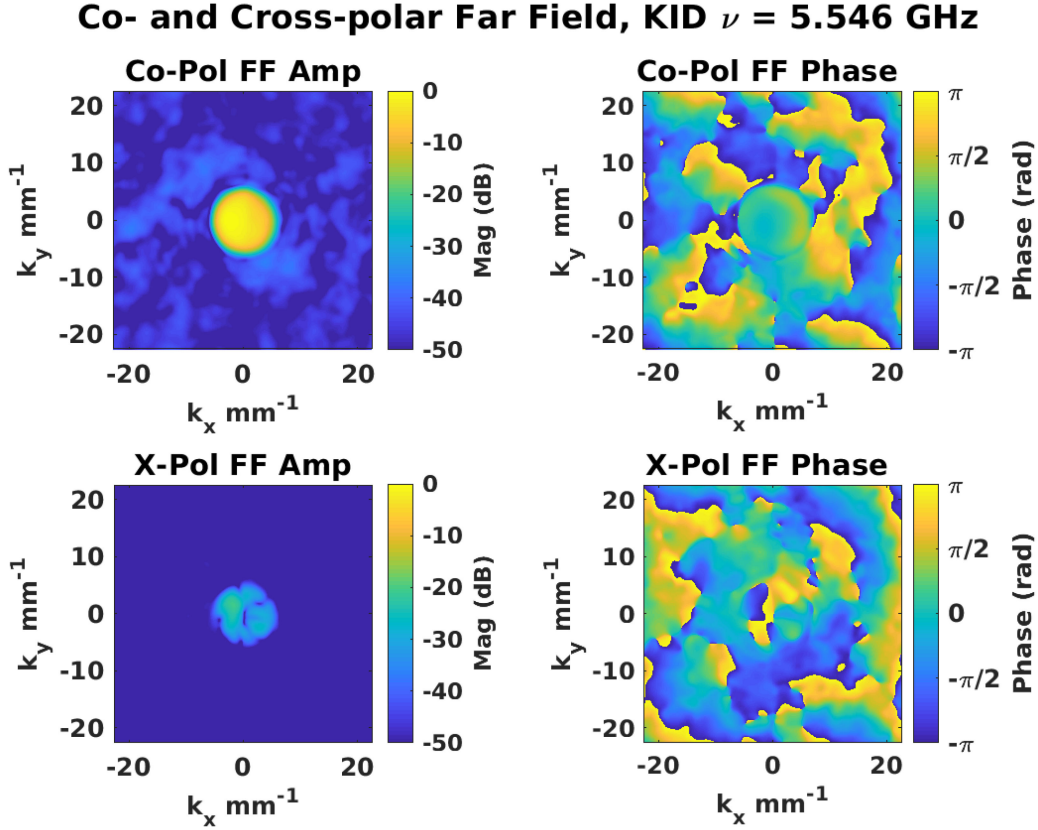 Co- and Cross-polar Far Field, KID ν = 5.546 GHz
Co-Pol FF Amp
20
10
0
-10
-20
k_y mm^-1
-20 0 20
k_x mm^-1
0
-10
-20
-30
-40
-50
Mag (dB)
Co-Pol FF Phase
20
10
0
-10
-20
k_y mm^-1
-20 0 20
k_x mm^-1
π
π/2
0
-π/2
-π
Phase (rad)
X-Pol FF Amp
20
10
0
-10
-20
k_y mm^-1
-20 0 20
k_x mm^-1
0
-10
-20
-30
-40
-50
Mag (dB)
X-Pol FF Phase
20
10
0
-10
-20
k_y mm^-1
-20 0 20
k_x mm^-1
π
π/2
0
-π/2
-π
Phase (rad)